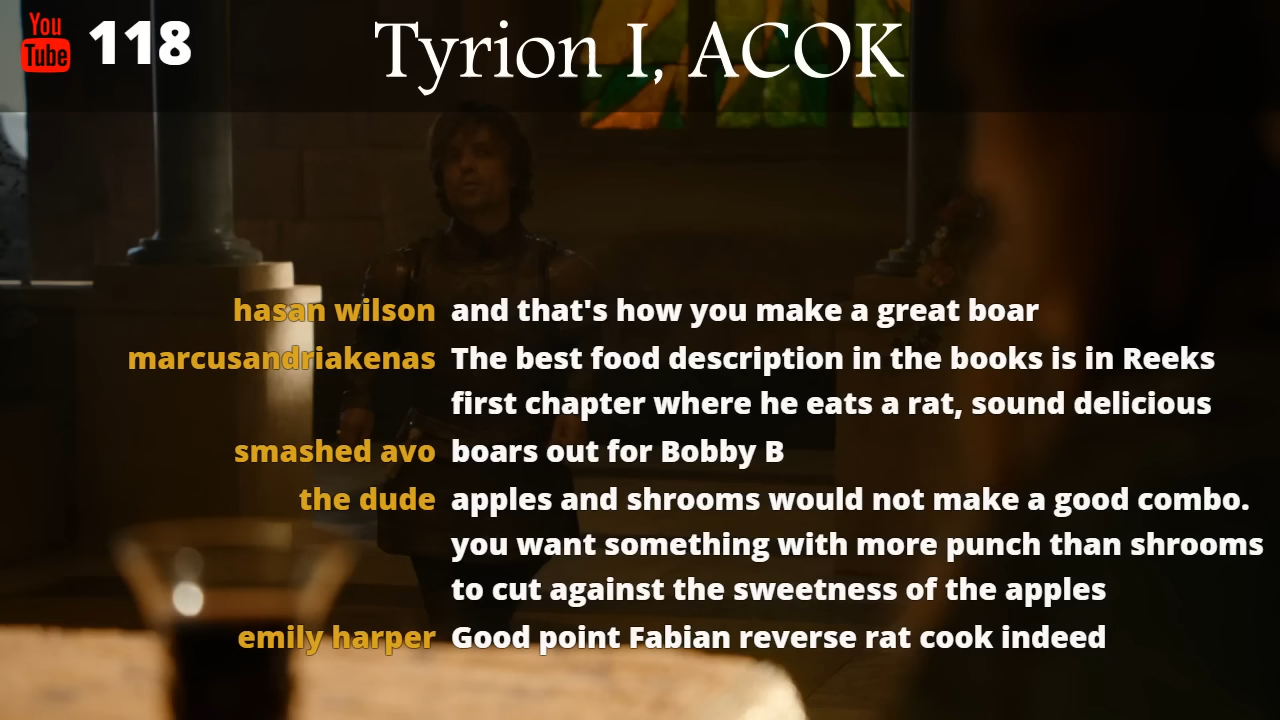 You Tube 118 Tyrion I, ACOK
hasan wilson and that's how you make a great boar
marcusandriakenas The best food description in the books is in Reeks
first chapter where he eats a rat, sound delicious
smashed avo boars out for Bobby B
the dude apples and shrooms would not make a good combo.
you want something with more punch than shrooms
to cut against the sweetness of the apples
emily harper Good point Fabian reverse rat cook indeed